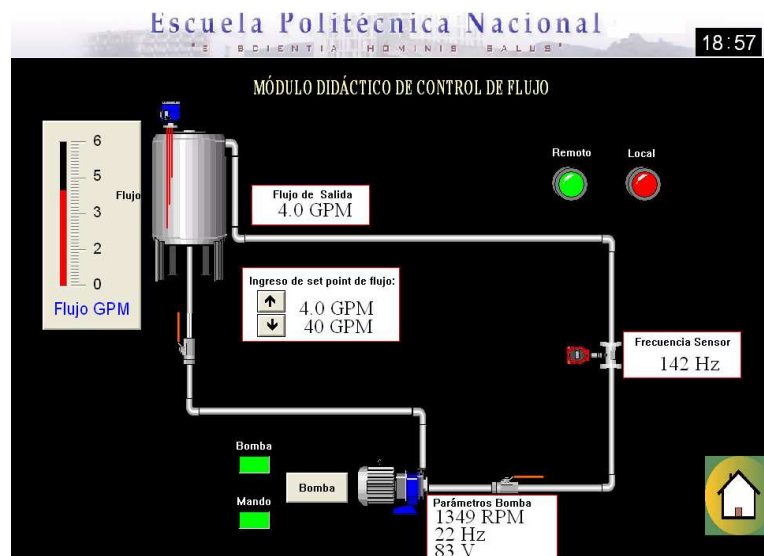 Escuela Politécnica Nacional
"E SCIENTIA HOMINIS SALUS"
18:57
MÓDULO DIDÁCTICO DE CONTROL DE FLUJO
6
5
3
2
0
Flujo
Flujo GPM
Flujo de Salida
4.0 GPM
Remoto
Local
Ingreso de set point de flujo:
4.0 GPM
40 GPM
Frecuencia Sensor
142 Hz
Bomba
Mando
Bomba
Parámetros Bomba
1349 RPM
22 Hz
83 V